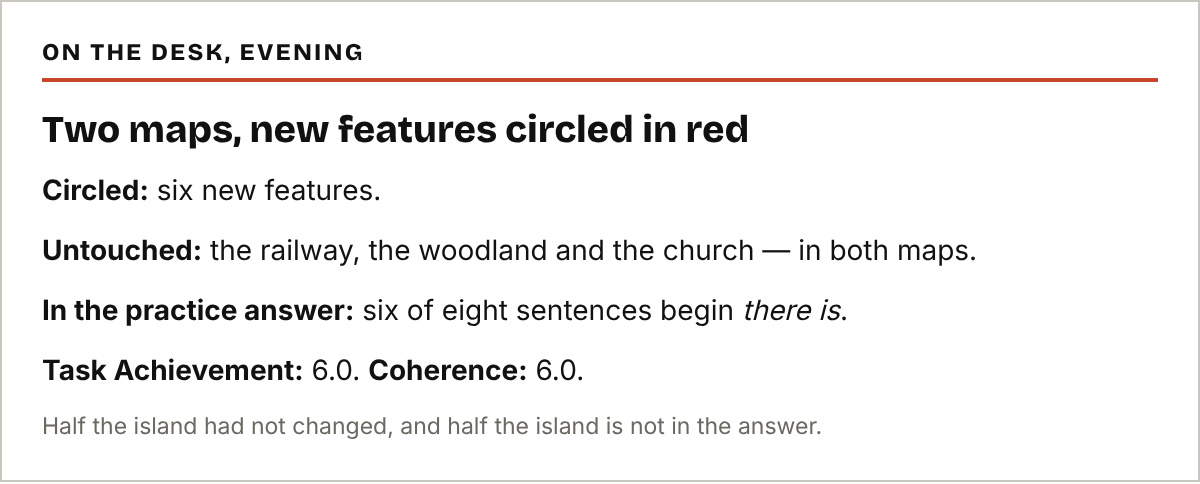 ON THE DESK, EVENING
Two maps, new features circled in red
Circled: six new features.
Untouched: the railway, the woodland and the church — in both maps.
In the practice answer: six of eight sentences begin there is.
Task Achievement: 6.0. Coherence: 6.0.
Half the island had not changed, and half the island is not in the answer.